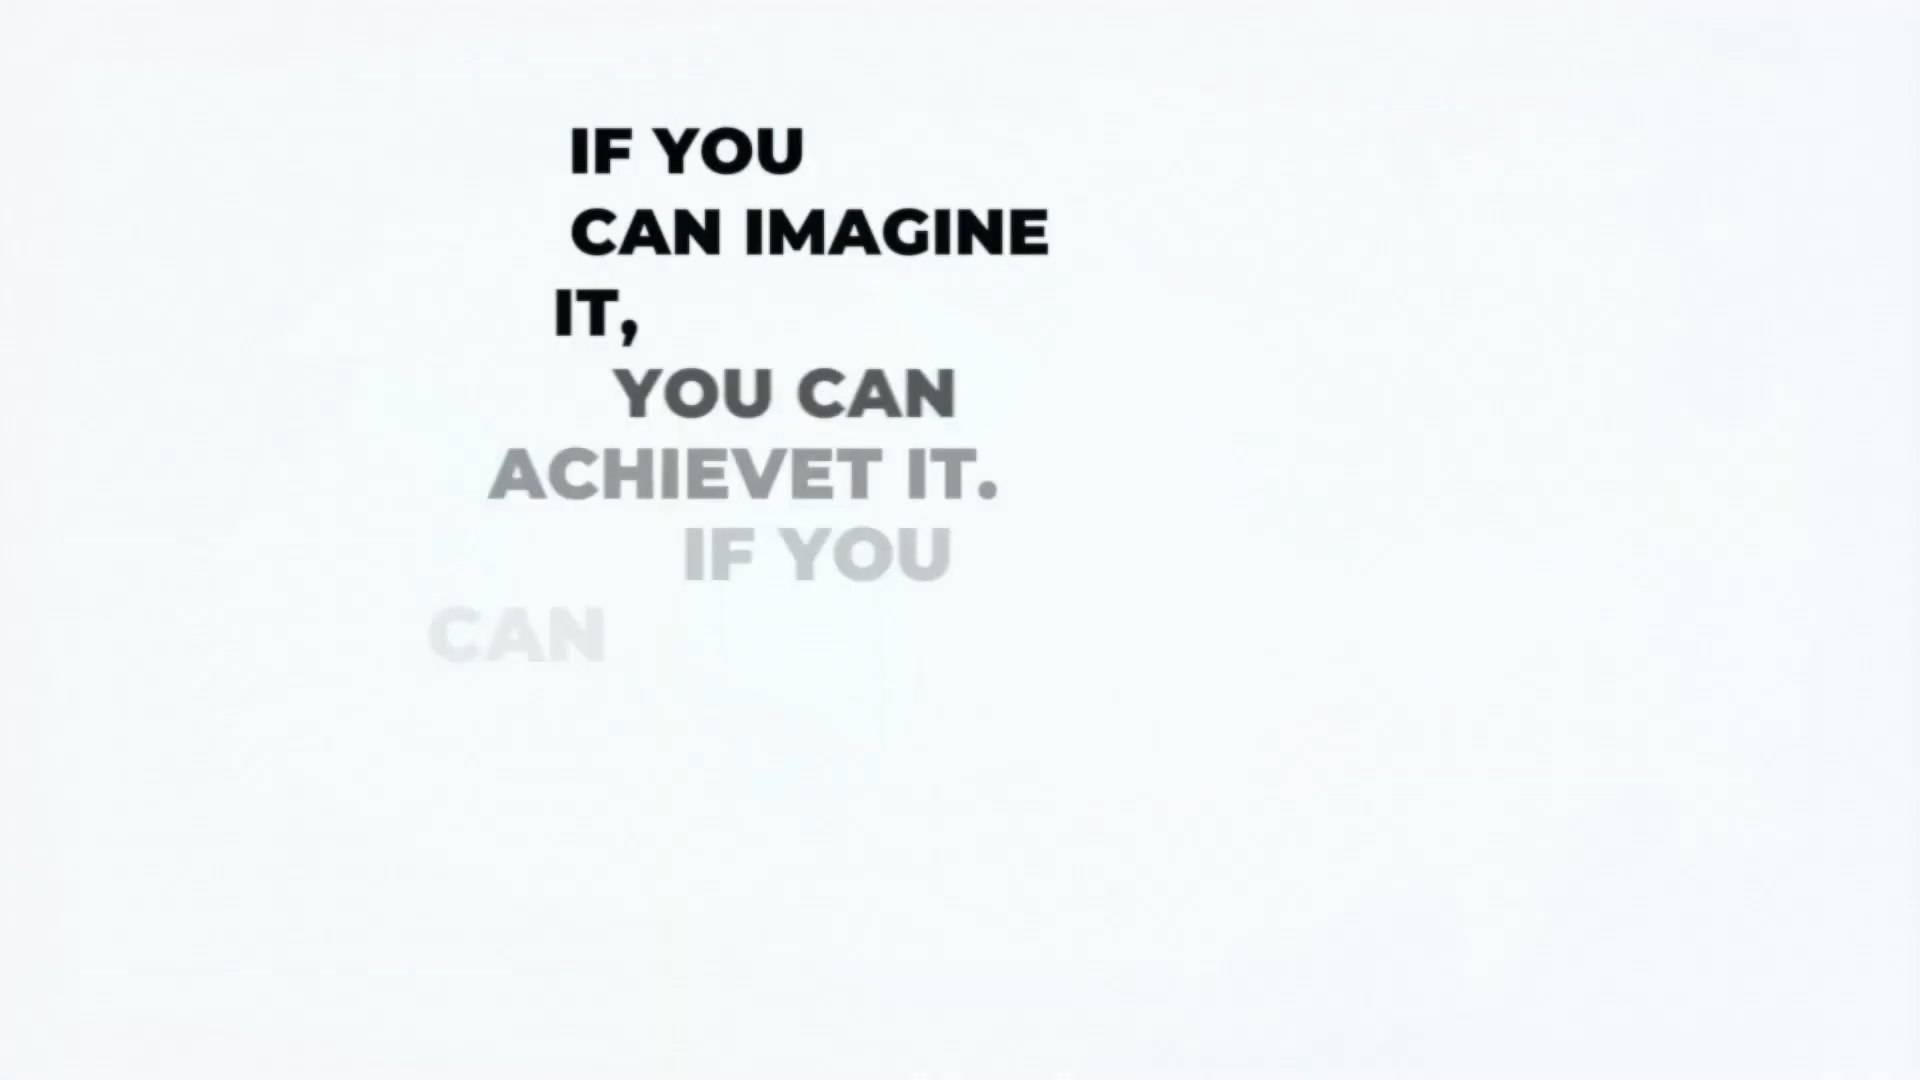 IF YOU
CAN IMAGINE
IT,
YOU CAN
ACHIEVET IT.
IF YOU
CAN